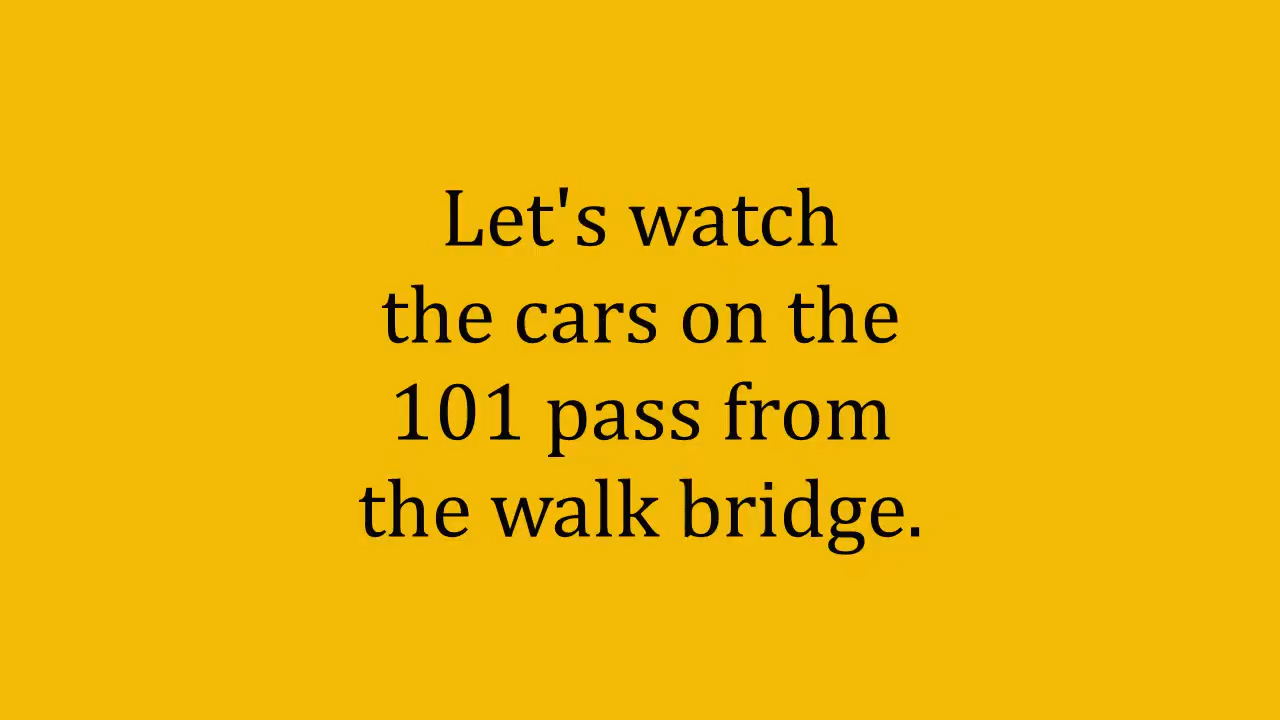 Let's watch
the cars on the
101 pass from
the walk bridge.